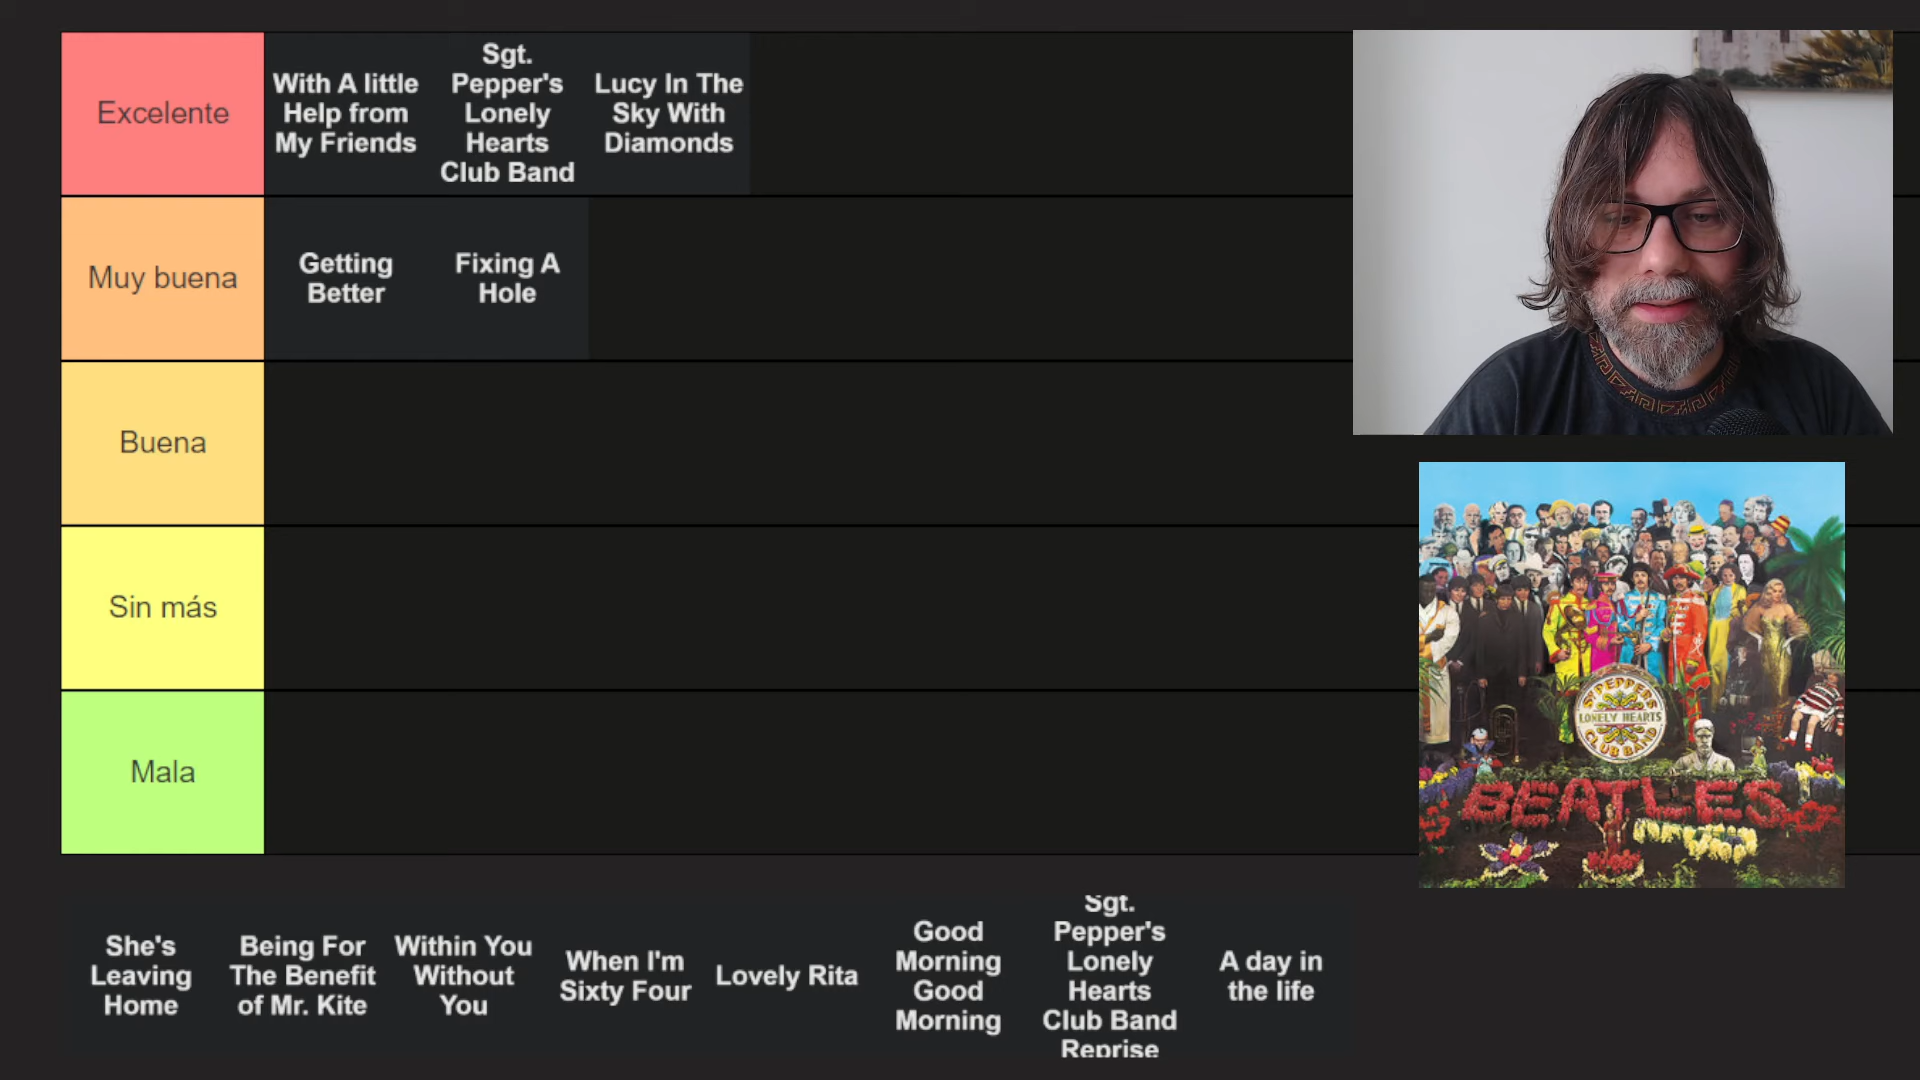 Excelente
With A little
Help from
My Friends
Sgt.
Pepper's
Lonely
Hearts
Club Band
Lucy In The
Sky With
Diamonds
Muy buena
Getting
Better
Fixing A
Hole
Buena
Sin más
Mala
SGT PEPPERS
LONELY HEARTS
CLUB BAND
BEATLES
She's
Leaving
Home
Being For
The Benefit
of Mr. Kite
Within You
Without
You
When I'm
Sixty Four
Lovely Rita
Good
Morning
Good
Morning
Sgt.
Pepper's
Lonely
Hearts
Club Band
Reprise
A day in
the life